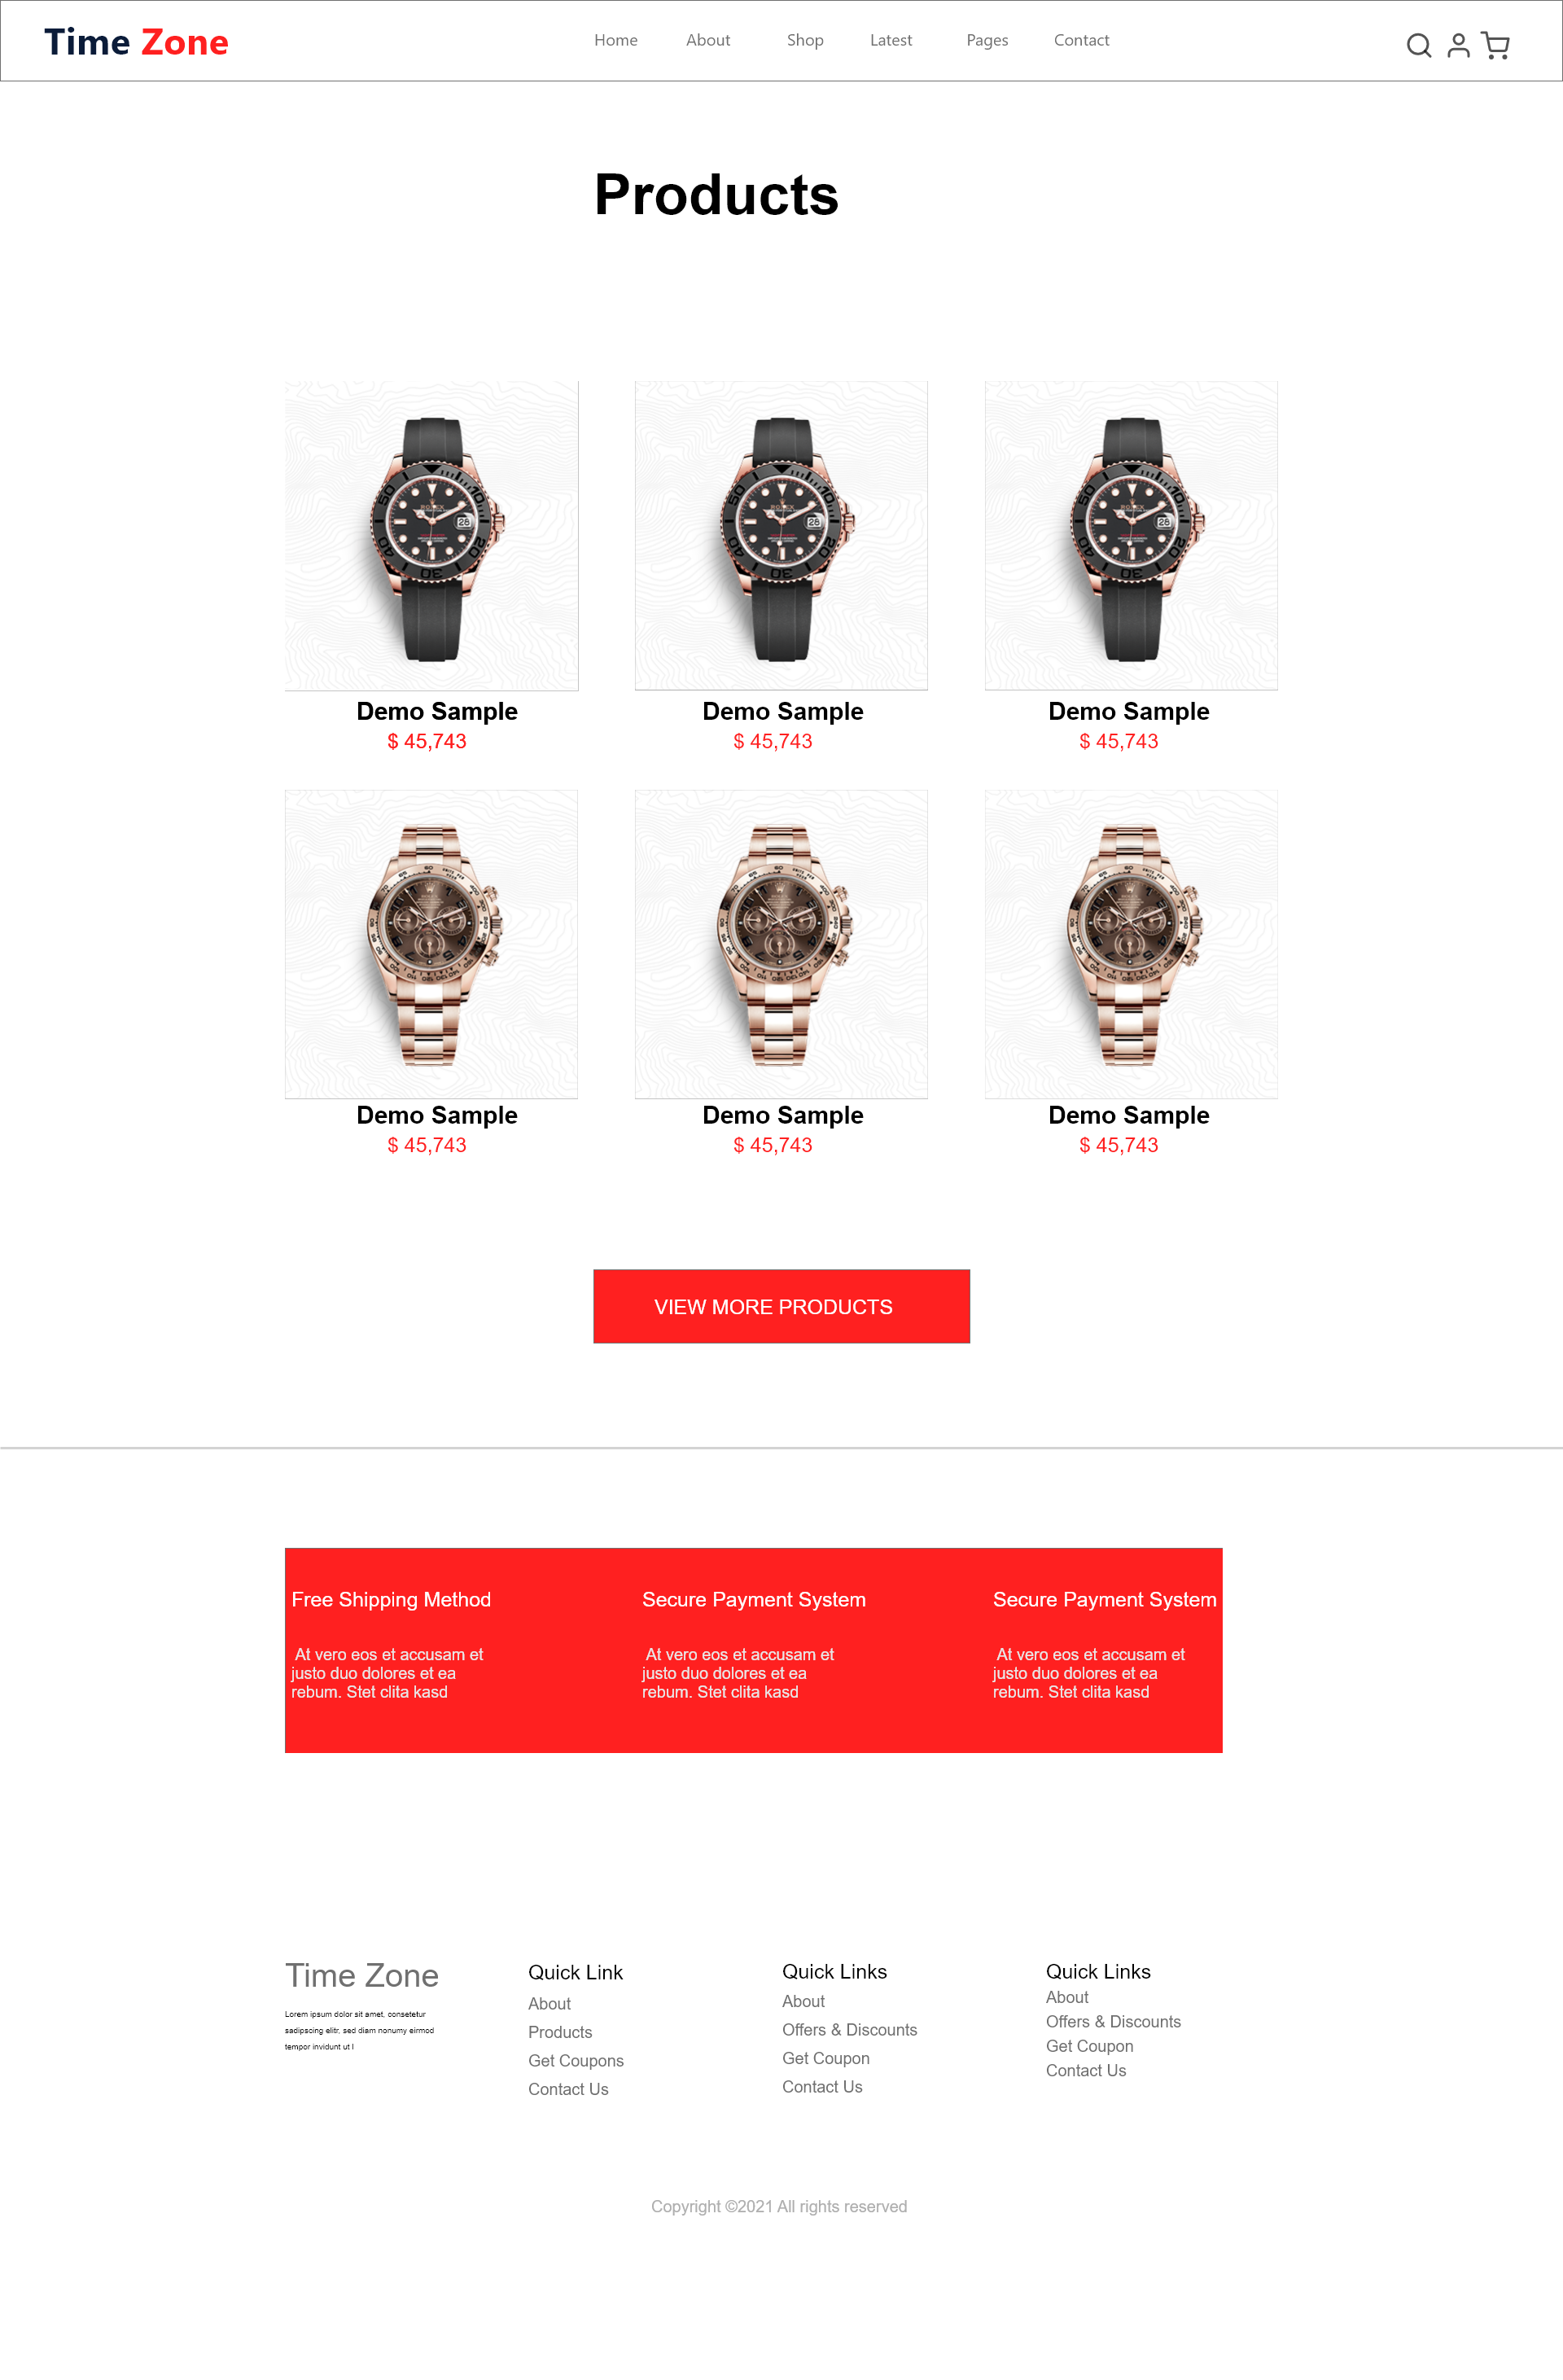 Time Zone
Home About Shop Latest Pages Contact
Products
Demo Sample Demo Sample Demo Sample
$ 45,743 $ 45,743 $ 45,743
Demo Sample Demo Sample Demo Sample
$ 45,743 $ 45,743 $ 45,743
VIEW MORE PRODUCTS
Free Shipping Method
At vero eos et accusam et
justo duo dolores et ea
rebum. Stet clita kasd
Secure Payment System
At vero eos et accusam et
justo duo dolores et ea
rebum. Stet clita kasd
Secure Payment System
At vero eos et accusam et
justo duo dolores et ea
rebum. Stet clita kasd
Time Zone
Lorem ipsum dolor sit amet, consetetur
sadipscing elitr, sed diam nonumy eirmod
tempor invidunt ut l
Quick Link
About
Products
Get Coupons
Contact Us
Quick Links
About
Offers & Discounts
Get Coupon
Contact Us
Quick Links
About
Offers & Discounts
Get Coupon
Contact Us
Copyright ©2021 All rights reserved